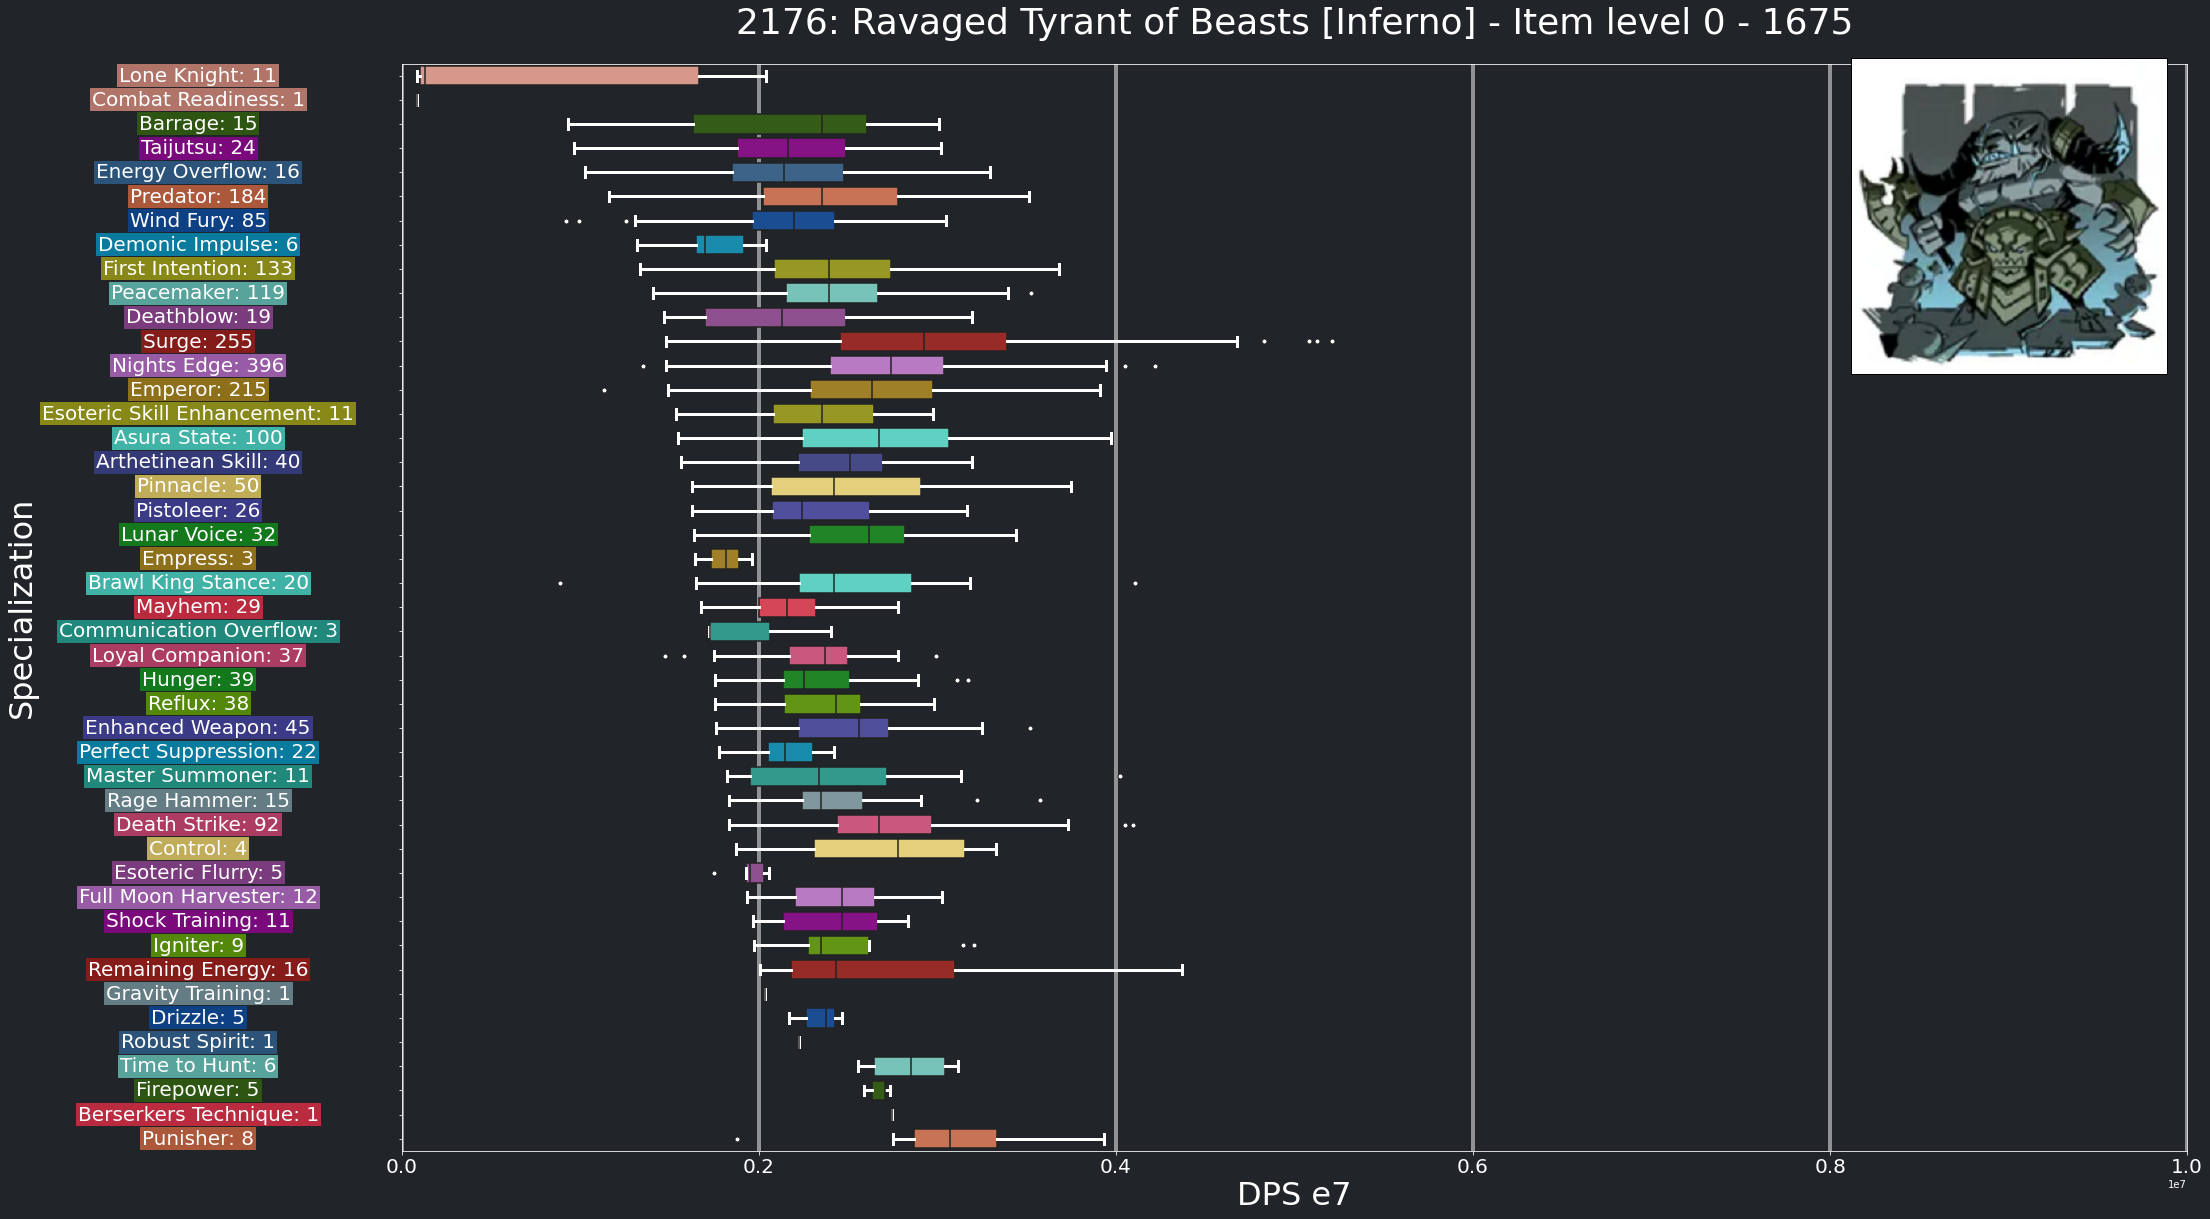 2176: Ravaged Tyrant of Beasts [Inferno] - Item level 0 - 1675
Specialization
Lone Knight: 11
Combat Readiness: 1
Barrage: 15
Taijutsu: 24
Energy Overflow: 16
Predator: 184
Wind Fury: 85
Demonic Impulse: 6
First Intention: 133
Peacemaker: 119
Deathblow: 19
Surge: 255
Nights Edge: 396
Emperor: 215
Esoteric Skill Enhancement: 11
Asura State: 100
Arthetinean Skill: 40
Pinnacle: 50
Pistoleer: 26
Lunar Voice: 32
Empress: 3
Brawl King Stance: 20
Mayhem: 29
Communication Overflow: 3
Loyal Companion: 37
Hunger: 39
Reflux: 38
Enhanced Weapon: 45
Perfect Suppression: 22
Master Summoner: 11
Rage Hammer: 15
Death Strike: 92
Control: 4
Esoteric Flurry: 5
Full Moon Harvester: 12
Shock Training: 11
Igniter: 9
Remaining Energy: 16
Gravity Training: 1
Drizzle: 5
Robust Spirit: 1
Time to Hunt: 6
Firepower: 5
Berserkers Technique: 1
Punisher: 8
0.0 0.2 0.4 0.6 0.8 1.0
1e7
DPS e7